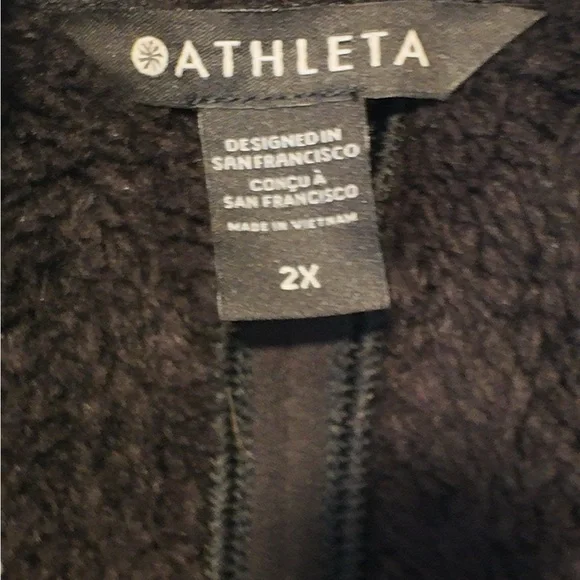 ATHLETA
DESIGNED IN
SAN FRANCISCO
CONÇU À
SAN FRANCISCO
MADE IN VIETNAM
2X